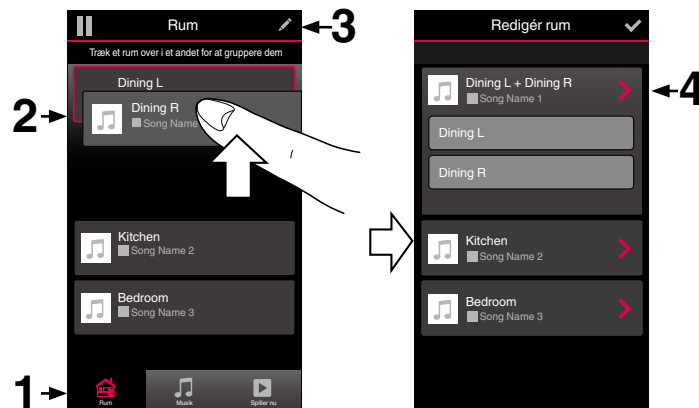 Rum
3
Træk et rum over i et andet for at gruppere dem
2
Dining L
Dining R
Song Name
Kitchen
Song Name 2
Bedroom
Song Name 3
1
Rum
Musik
Spiller nu
Redigér rum
Dining L + Dining R
Song Name 1
4
Dining L
Dining R
Kitchen
Song Name 2
Bedroom
Song Name 3